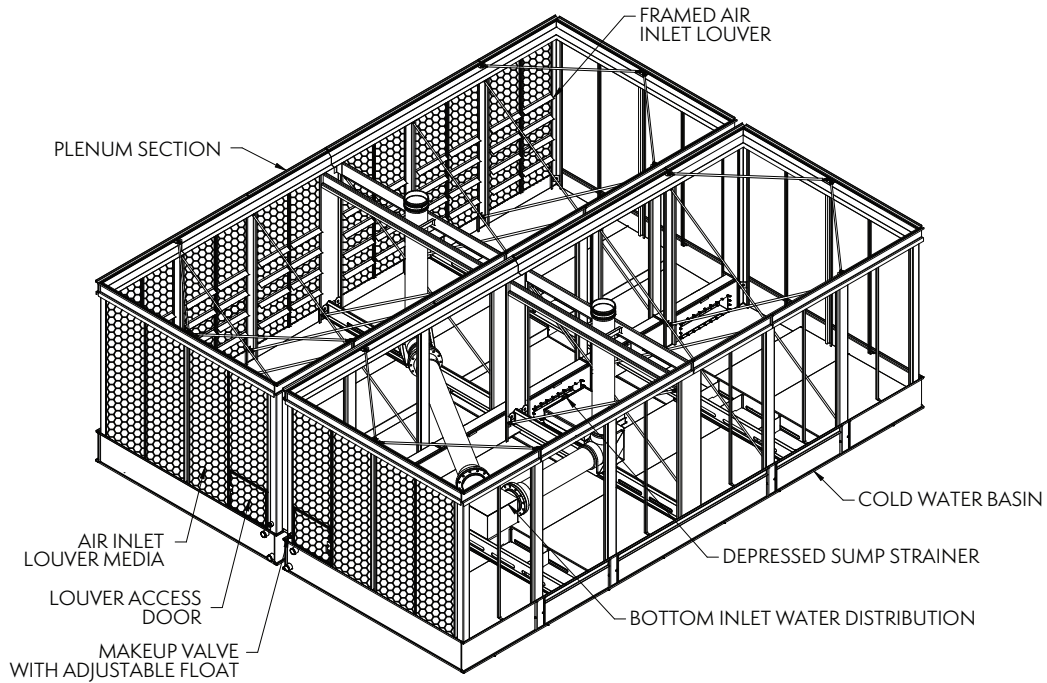 FRAMED AIR
INLET LOUVER
PLENUM SECTION
COLD WATER BASIN
AIR INLET
LOUVER MEDIA
DEPRESSED SUMP STRAINER
LOUVER ACCESS
DOOR
BOTTOM INLET WATER DISTRIBUTION
MAKEUP VALVE
WITH ADJUSTABLE FLOAT